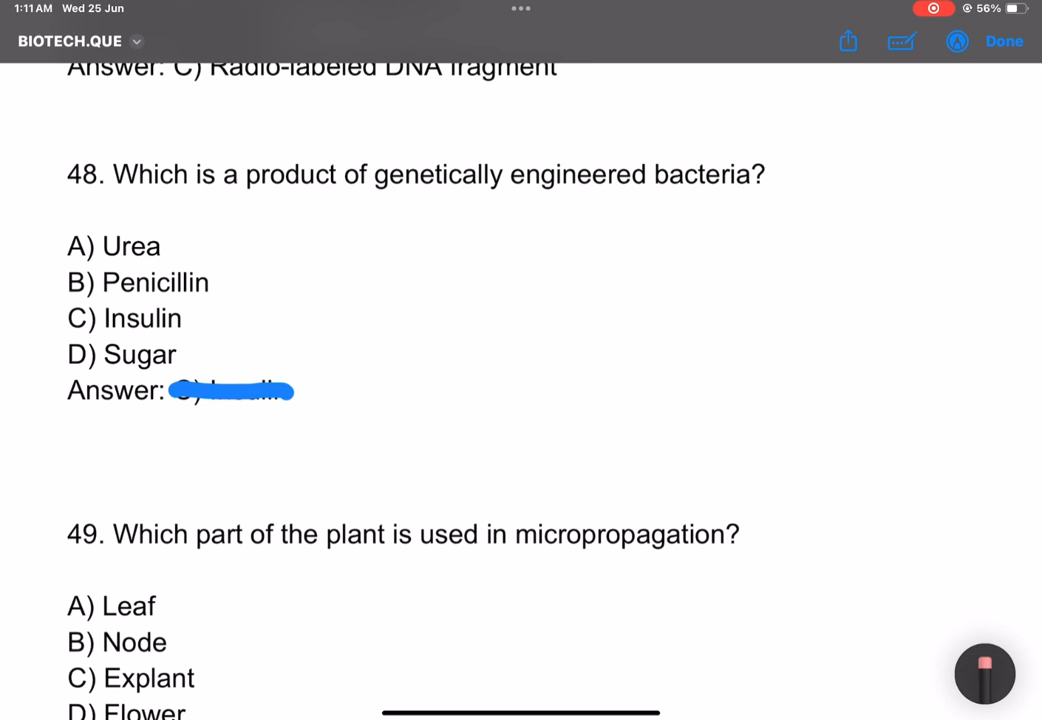 1:11 AM Wed 25 Jun
56%
BIOTECH.QUE
Done
Answer: C) Radio-labeled DNA fragment
48. Which is a product of genetically engineered bacteria?
A) Urea
B) Penicillin
C) Insulin
D) Sugar
Answer:
49. Which part of the plant is used in micropropagation?
A) Leaf
B) Node
C) Explant
D) Flower